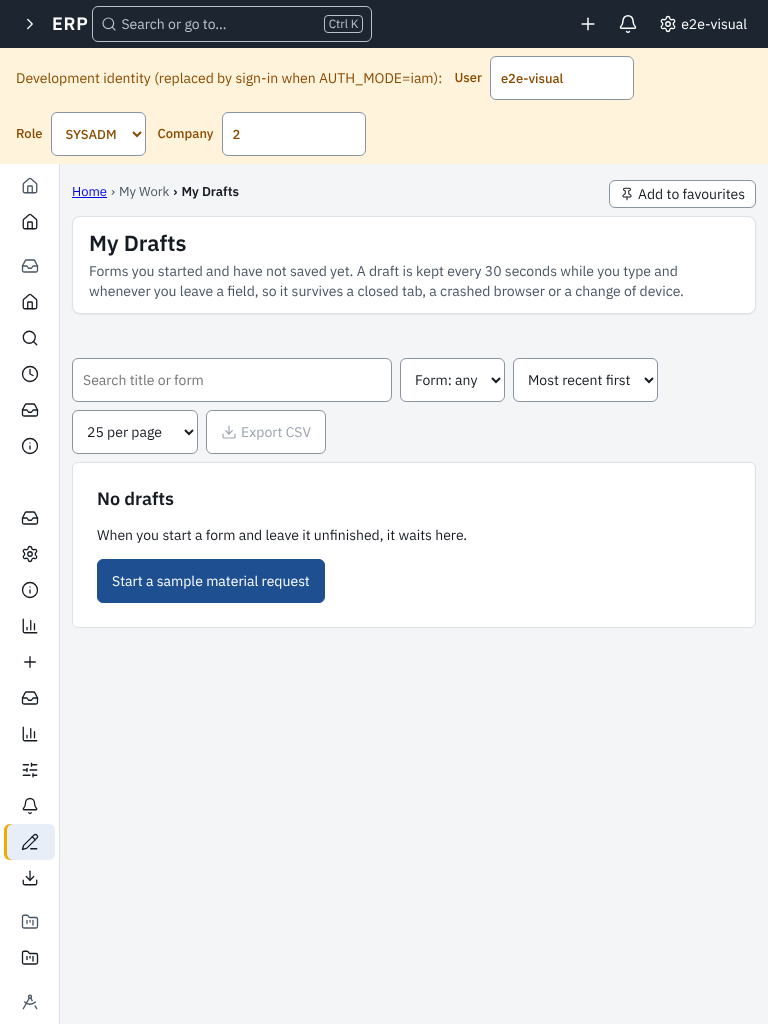 ERP
Search or go to...
Ctrl K
e2e-visual
Development identity (replaced by sign-in when AUTH_MODE=iam):
User
e2e-visual
Role
SYSADM
Company
2
Home › My Work › My Drafts
Add to favourites
My Drafts
Forms you started and have not saved yet. A draft is kept every 30 seconds while you type and
whenever you leave a field, so it survives a closed tab, a crashed browser or a change of device.
Search title or form
Form: any
Most recent first
25 per page
Export CSV
No drafts
When you start a form and leave it unfinished, it waits here.
Start a sample material request